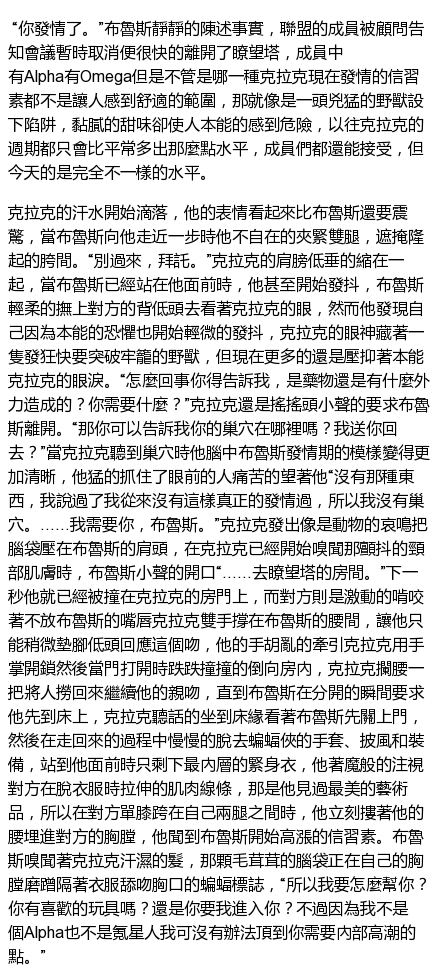 “你發情了。”布魯斯靜靜的陳述事實，聯盟的成員被顧問告
知會議暫時取消便很快的離開了瞭望塔，成員中
有Alpha有Omega但是不管是哪一種克拉克現在發情的信習
素都不是讓人感到舒適的範圍，那就像是一頭兇猛的野獸設
下陷阱，黏膩的甜味卻使人本能的感到危險，以往克拉克的
週期都只會比平常多出那麼點水平，成員們都還能接受，但
今天的是完全不一樣的水平。
克拉克的汗水開始滴落，他的表情看起來比布魯斯還要震
驚，當布魯斯向他走近一步時他不自在的夾緊雙腿，遮掩隆
起的胯間。“別過來，拜託。”克拉克的肩膀低垂的縮在一
起，當布魯斯已經站在他面前時，他甚至開始發抖，布魯斯
輕柔的撫上對方的背低頭去看著克拉克的眼，然而他發現自
己因為本能的恐懼也開始輕微的發抖，克拉克的眼神藏著一
隻發狂快要突破牢籠的野獸，但現在更多的還是壓抑著本能
克拉克的眼淚。“怎麼回事你得告訴我，是藥物還是有什麼外
力造成的？你需要什麼？”克拉克還是搖搖頭小聲的要求布魯
斯離開。“那你可以告訴我你的巢穴在哪裡嗎？我送你回
去？”當克拉克聽到巢穴時他腦中布魯斯發情期的模樣變得更
加清晰，他猛的抓住了眼前的人痛苦的望著他“沒有那種東
西，我說過了我從來沒有這樣真正的發情過，所以我沒有巢
穴。……我需要你，布魯斯。”克拉克發出像是動物的哀鳴把
腦袋壓在布魯斯的肩頭，在克拉克已經開始嗅聞那顫抖的頸
部肌膚時，布魯斯小聲的開口“……去瞭望塔的房間。”下一
秒他就已經被撞在克拉克的房門上，而對方則是激動的啃咬
著不放布魯斯的嘴唇克拉克雙手撐在布魯斯的腰間，讓他只
能稍微墊腳低頭回應這個吻，他的手胡亂的牽引克拉克用手
掌開鎖然後當門打開時跌跌撞撞的倒向房內，克拉克攔腰一
把將人撈回來繼續他的親吻，直到布魯斯在分開的瞬間要求
他先到床上，克拉克聽話的坐到床緣看著布魯斯先關上門，
然後在走回來的過程中慢慢的脫去蝙蝠俠的手套、披風和裝
備，站到他面前時只剩下最內層的緊身衣，他著魔般的注視
對方在脫衣服時拉伸的肌肉線條，那是他見過最美的藝術
品，所以在對方單膝跨在自己兩腿之間時，他立刻摟著他的
腰埋進對方的胸膛，他聞到布魯斯開始高漲的信習素。布魯
斯嗅聞著克拉克汗濕的髮，那顆毛茸茸的腦袋正在自己的胸
膛磨蹭隔著衣服舔吻胸口的蝙蝠標誌，“所以我要怎麼幫你？
你有喜歡的玩具嗎？還是你要我進入你？不過因為我不是
個Alpha也不是氪星人我可沒有辦法頂到你需要內部高潮的
點。”